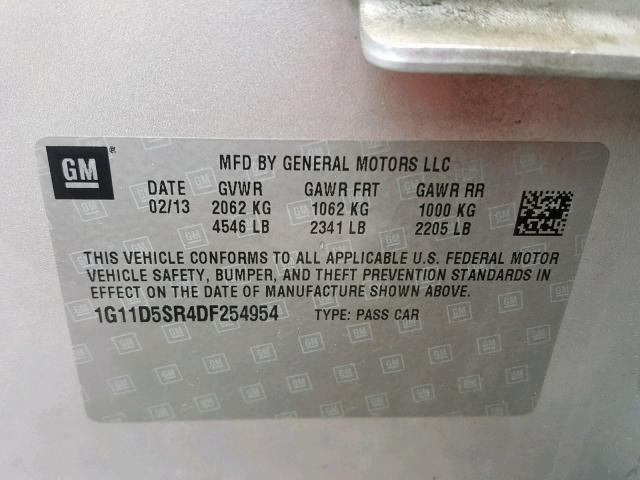 GM®
MFD BY GENERAL MOTORS LLC
DATE GVWR GAWR FRT GAWR RR
02/13 2062 KG 1062 KG 1000 KG
4546 LB 2341 LB 2205 LB
THIS VEHICLE CONFORMS TO ALL APPLICABLE U.S. FEDERAL MOTOR
VEHICLE SAFETY, BUMPER, AND THEFT PREVENTION STANDARDS IN
EFFECT ON THE DATE OF MANUFACTURE SHOWN ABOVE.
1G11D5SR4DF254954 TYPE: PASS CAR